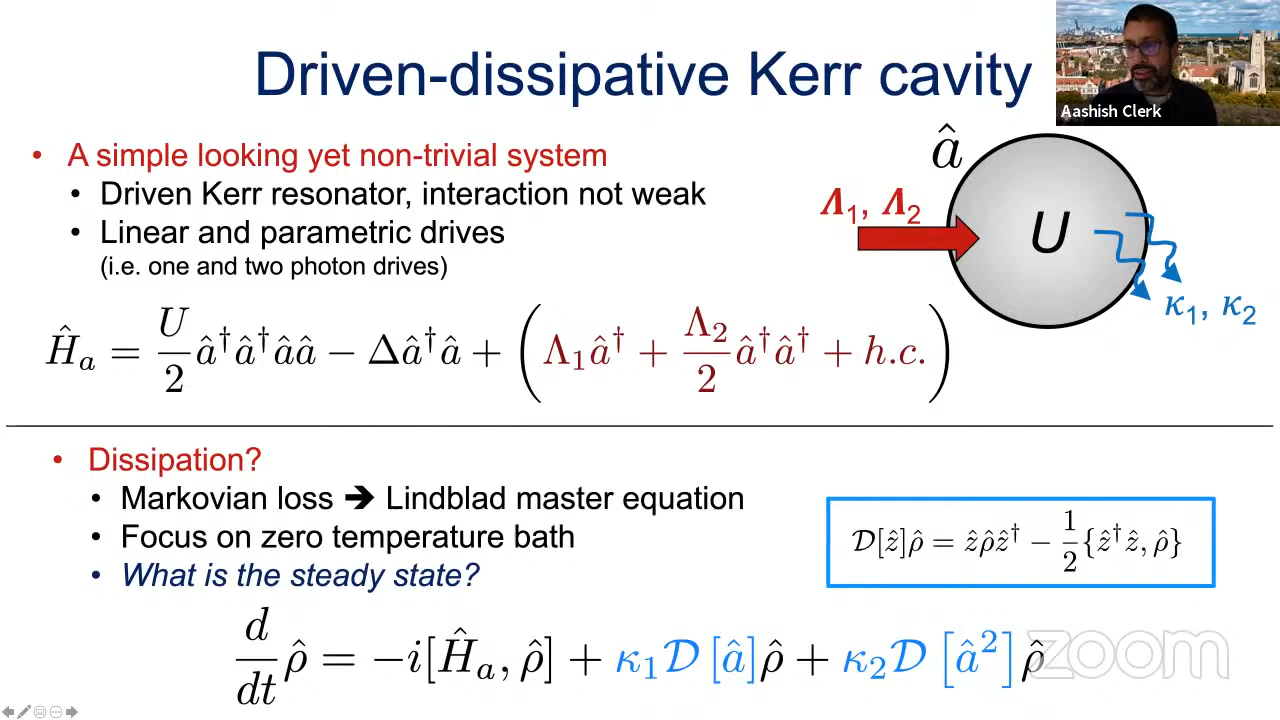 Driven-dissipative Kerr cavity
Aashish Clerk
• A simple looking yet non-trivial system
• Driven Kerr resonator, interaction not weak
• Linear and parametric drives
(i.e. one and two photon drives)
â
Λ₁, Λ₂
U
κ₁, κ₂
Ĥₐ = U/2 â†â†ââ − Δâ†â + (Λ₁â† + Λ₂/2 â†â† + h.c.)
• Dissipation?
• Markovian loss ➔ Lindblad master equation
• Focus on zero temperature bath
• What is the steady state?
𝒟[ẑ]ρ̂ = ẑρ̂ẑ† − 1/2 {ẑ†ẑ, ρ̂}
d/dt ρ̂ = −i[Ĥₐ, ρ̂] + κ₁𝒟[â]ρ̂ + κ₂𝒟[â²]ρ̂
zoom